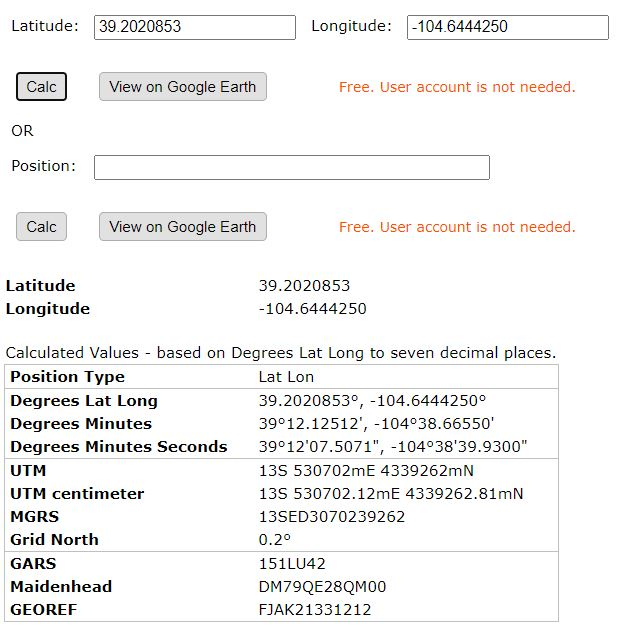 Latitude: 39.2020853 Longitude: -104.6444250
Calc View on Google Earth Free. User account is not needed.
OR
Position:
Calc View on Google Earth Free. User account is not needed.
Latitude 39.2020853
Longitude -104.6444250
Calculated Values - based on Degrees Lat Long to seven decimal places.
Position Type Lat Lon
Degrees Lat Long 39.2020853°, -104.6444250°
Degrees Minutes 39°12.12512', -104°38.66550'
Degrees Minutes Seconds 39°12'07.5071", -104°38'39.9300"
UTM 13S 530702mE 4339262mN
UTM centimeter 13S 530702.12mE 4339262.81mN
MGRS 13SED3070239262
Grid North 0.2°
GARS 151LU42
Maidenhead DM79QE28QM00
GEOREF FJAK21331212